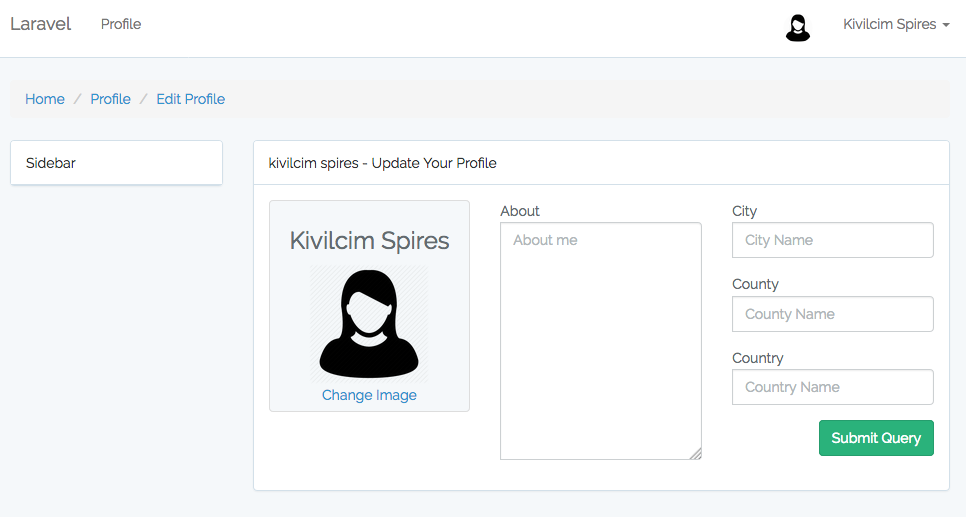 Laravel Profile Kivilcim Spires
Home / Profile / Edit Profile
Sidebar
kivilcim spires - Update Your Profile
Kivilcim Spires
Change Image
About
About me
City
City Name
County
County Name
Country
Country Name
Submit Query